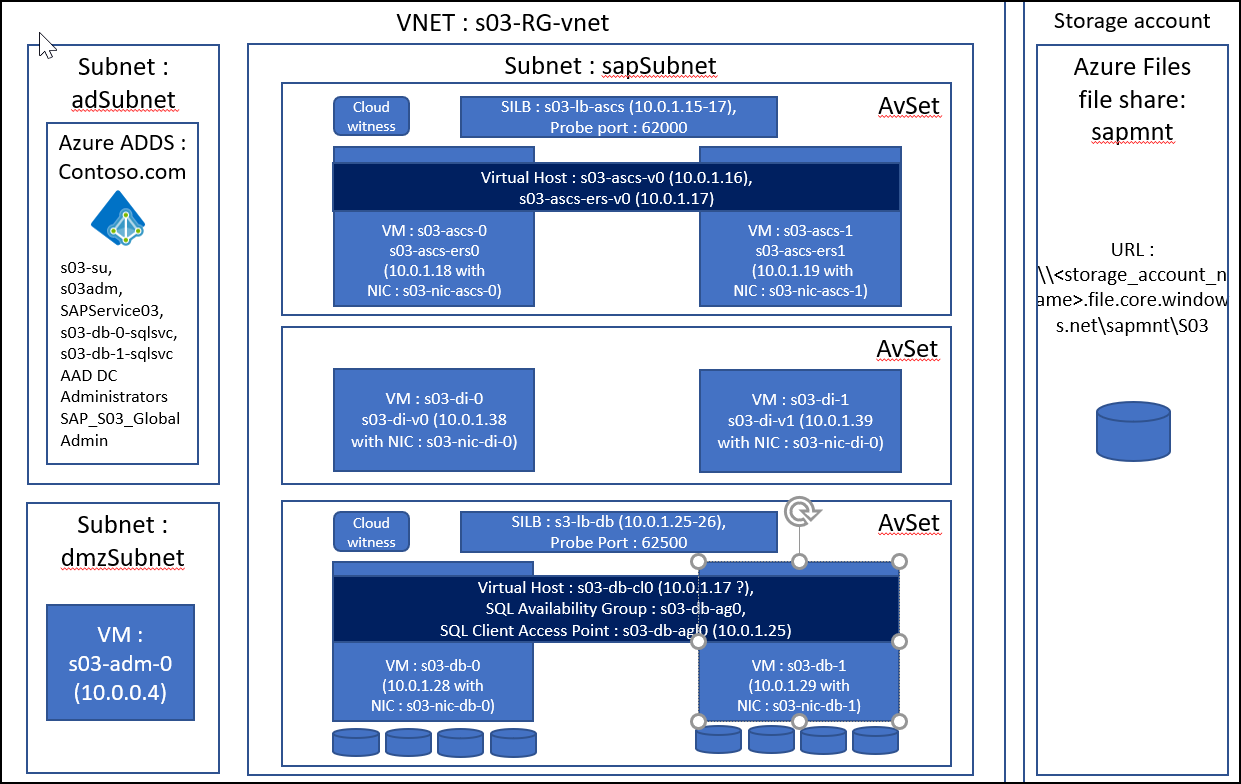 VNET : s03-RG-vnet
Storage account
Subnet :
adSubnet
Azure ADDS :
Contoso.com
s03-su,
s03adm,
SAPService03,
s03-db-0-sqlsvc,
s03-db-1-sqlsvc
AAD DC
Administrators
SAP_S03_Global
Admin
Subnet :
dmzSubnet
VM :
s03-adm-0
(10.0.0.4)
Subnet : sapSubnet
Cloud
witness
SILB : s03-lb-ascs (10.0.1.15-17),
Probe port : 62000
AvSet
Virtual Host : s03-ascs-v0 (10.0.1.16),
s03-ascs-ers-v0 (10.0.1.17)
VM : s03-ascs-0
s03-ascs-ers0
(10.0.1.18 with
NIC : s03-nic-ascs-0)
VM : s03-ascs-1
s03-ascs-ers1
(10.0.1.19 with
NIC : s03-nic-ascs-1)
AvSet
VM : s03-di-0
s03-di-v0 (10.0.1.38
with NIC : s03-nic-di-0)
VM : s03-di-1
s03-di-v1 (10.0.1.39
with NIC : s03-nic-di-0)
Cloud
witness
SILB : s3-lb-db (10.0.1.25-26),
Probe Port : 62500
AvSet
Virtual Host : s03-db-cl0 (10.0.1.17 ?),
SQL Availability Group : s03-db-ag0,
SQL Client Access Point : s03-db-agl0 (10.0.1.25)
VM : s03-db-0
(10.0.1.28 with
NIC : s03-nic-db-0)
VM : s03-db-1
(10.0.1.29 with
NIC : s03-nic-db-1)
Azure Files
file share:
sapmnt
URL :
\\<storage_account_n
ame>.file.core.window
s.net\sapmnt\S03